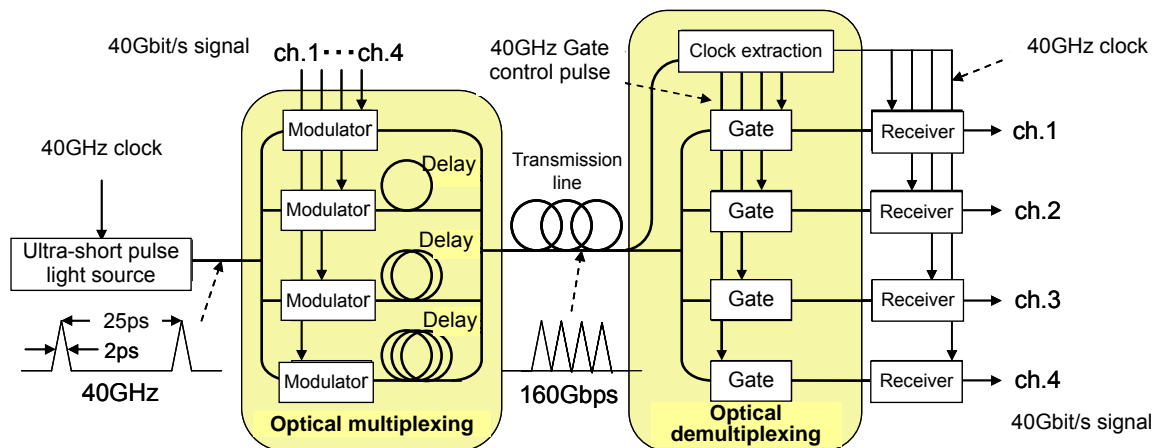 40Gbit/s signal
ch.1 ··· ch.4
40GHz Gate
control pulse
Clock extraction
40GHz clock
40GHz clock
Modulator
Delay
Transmission
line
Gate
Receiver
ch.1
Ultra-short pulse
light source
Modulator
Delay
Gate
Receiver
ch.2
25ps
2ps
40GHz
Modulator
Delay
Gate
Receiver
ch.3
Modulator
160Gbps
Gate
Receiver
ch.4
Optical multiplexing
Optical
demultiplexing
40Gbit/s signal